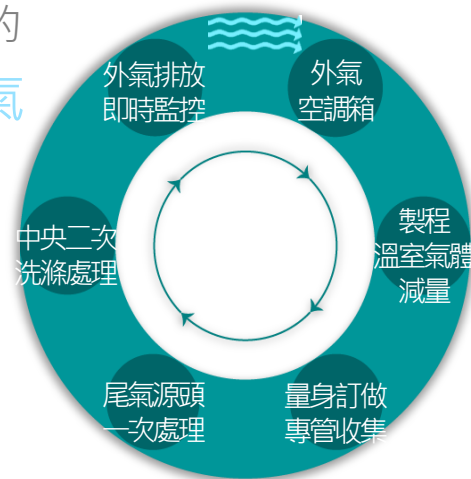 的
氣
外氣排放
即時監控
外氣
空調箱
製程
溫室氣體
減量
量身訂做
專管收集
尾氣源頭
一次處理
中央二次
洗滌處理